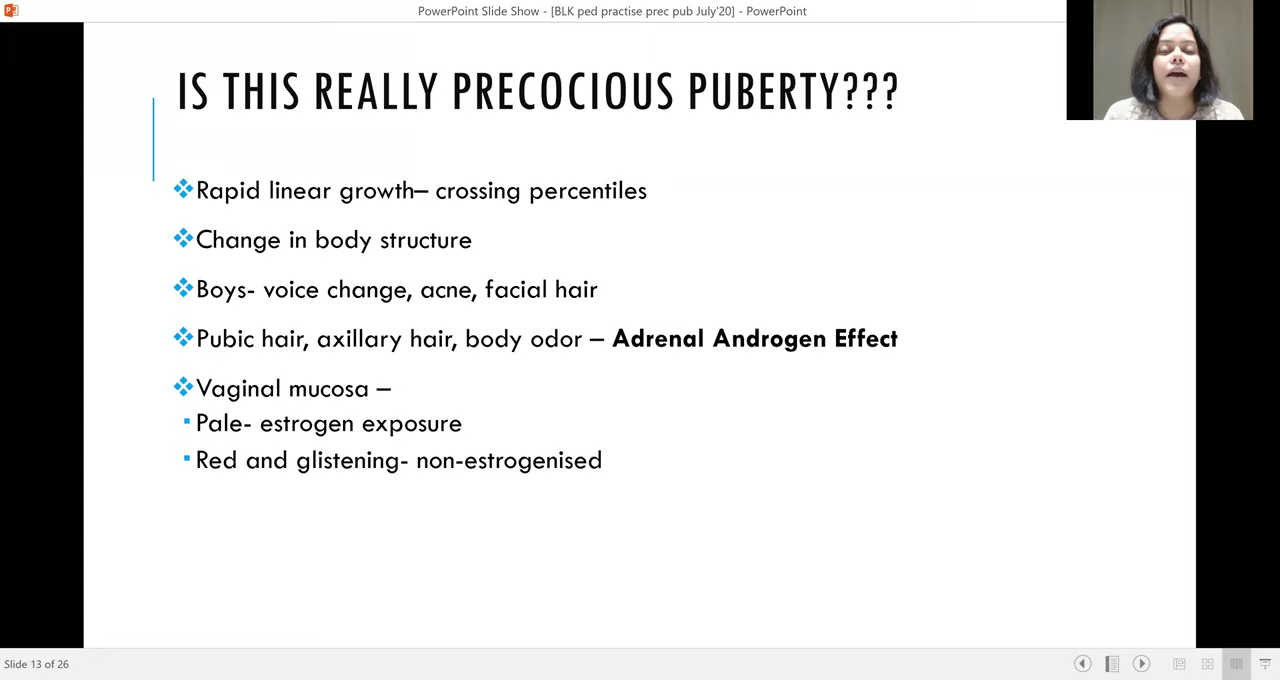 PowerPoint Slide Show - [BLK ped practise prec pub July'20] - PowerPoint
IS THIS REALLY PRECOCIOUS PUBERTY???
Rapid linear growth– crossing percentiles
Change in body structure
Boys- voice change, acne, facial hair
Pubic hair, axillary hair, body odor – Adrenal Androgen Effect
Vaginal mucosa –
Pale- estrogen exposure
Red and glistening- non-estrogenised
Slide 13 of 26